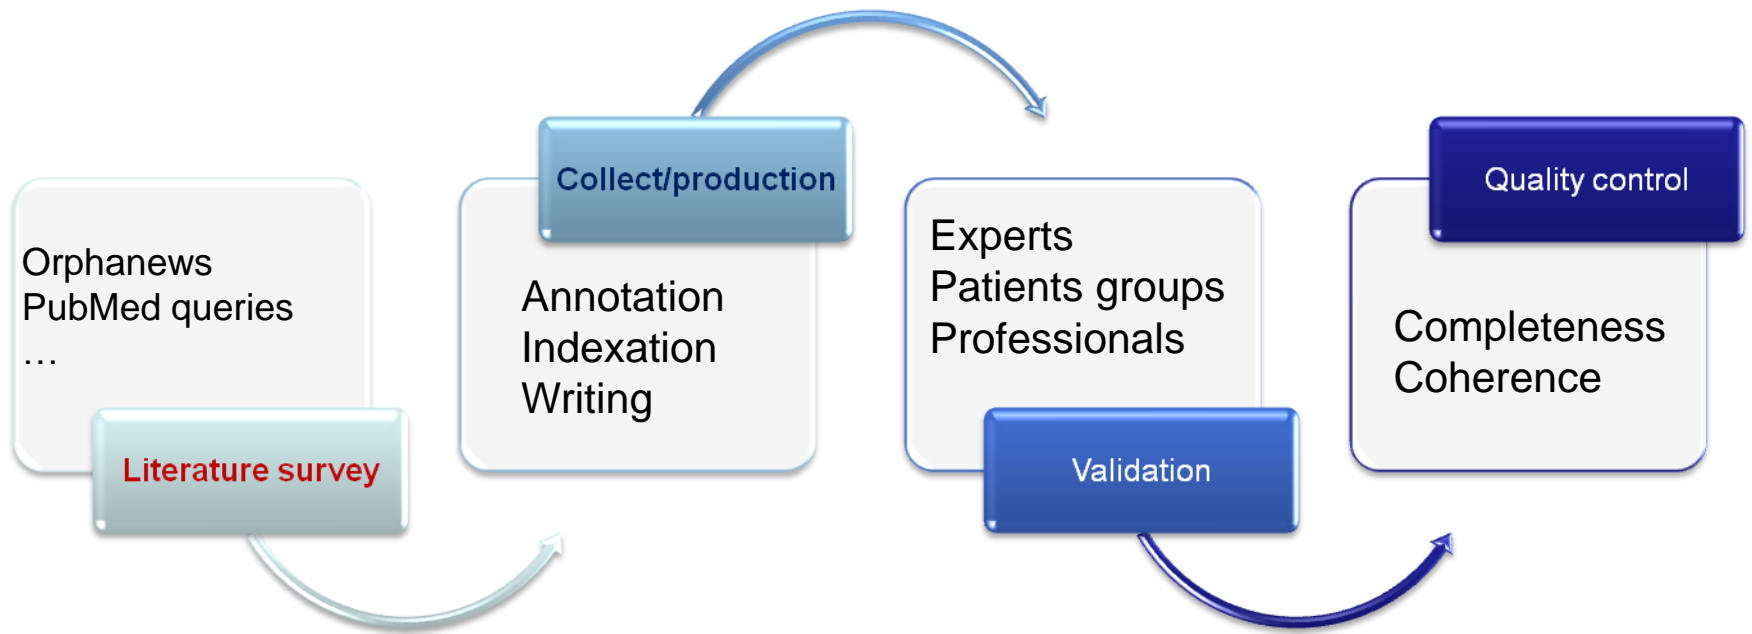 Orphanews
PubMed queries
…
Literature survey
Collect/production
Annotation
Indexation
Writing
Experts
Patients groups
Professionals
Validation
Quality control
Completeness
Coherence